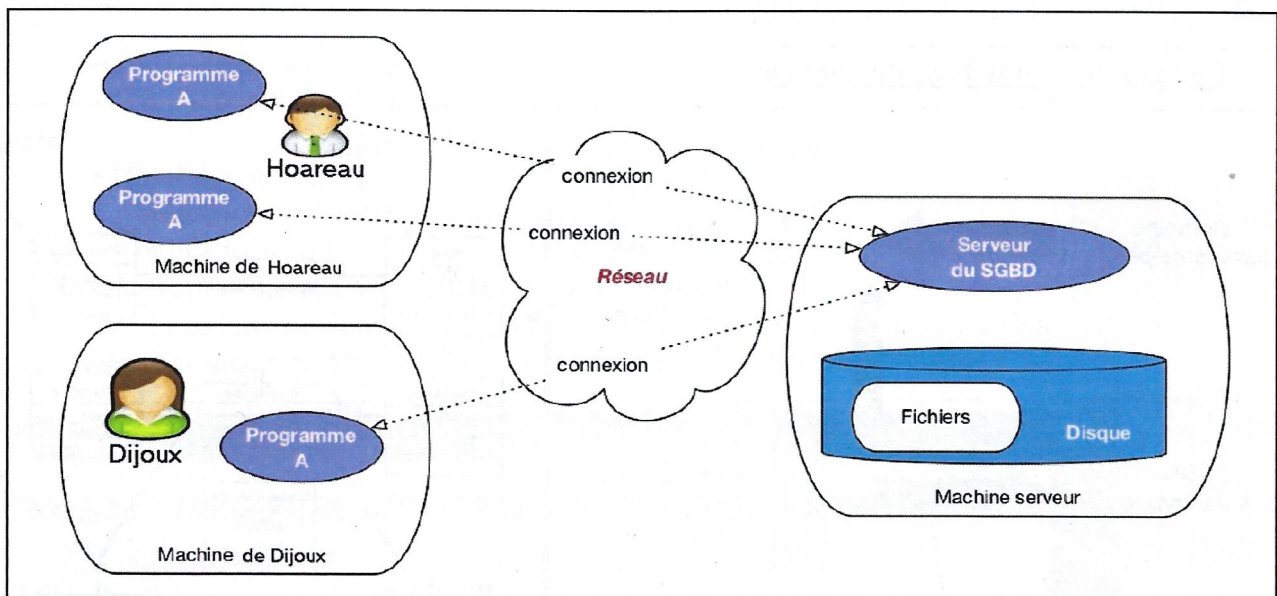 Programme
A
Hoareau
Programme
A
Machine de Hoareau
connexion
connexion
Réseau
connexion
Serveur
du SGBD
Fichiers
Disque
Machine serveur
Dijoux
Programme
A
Machine de Dijoux